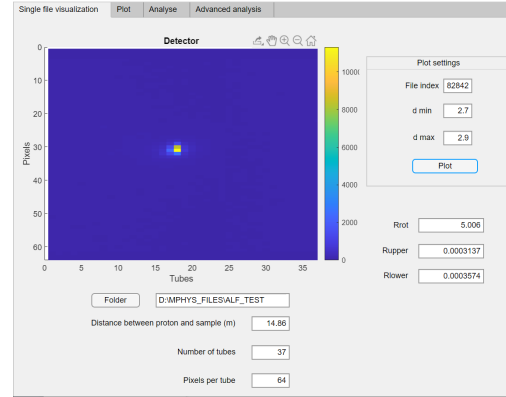 Single file visualization Plot Analyse Advanced analysis
Detector
0
10
20
30
40
50
60
Pixels
0 5 10 15 20 25 30 35
Tubes
10000
8000
6000
4000
2000
0
Plot settings
File index 82842
d min 2.7
d max 2.9
Plot
Rrot 5.006
Rupper 0.0003137
Rlower 0.0003574
Folder D:\MPHYS_FILES\ALF_TEST
Distance between proton and sample (m) 14.86
Number of tubes 37
Pixels per tube 64